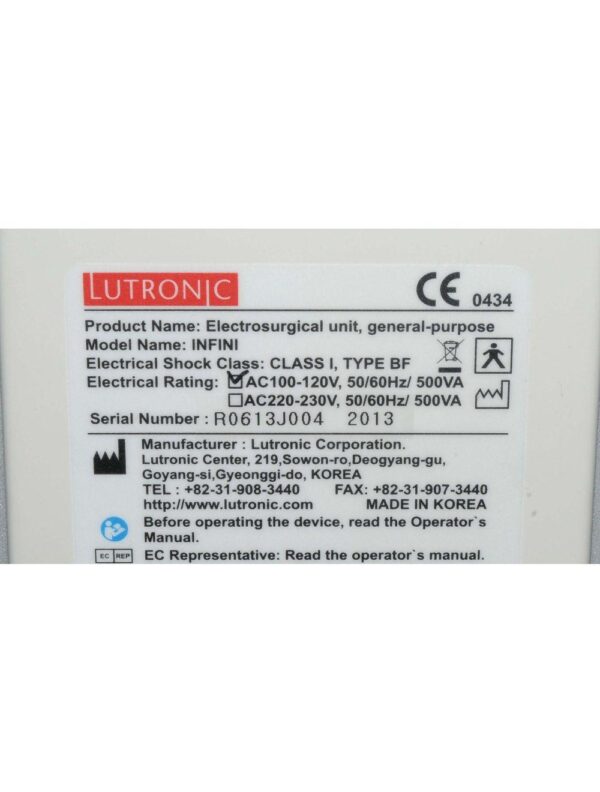 LUTRONIC
CE 0434
Product Name: Electrosurgical unit, general-purpose
Model Name: INFINI
Electrical Shock Class: CLASS I, TYPE BF
Electrical Rating: AC100-120V, 50/60Hz/ 500VA
AC220-230V, 50/60Hz/ 500VA
Serial Number : R0613J004 2013
Manufacturer : Lutronic Corporation.
Lutronic Center, 219,Sowon-ro,Deogyang-gu,
Goyang-si,Gyeonggi-do, KOREA
TEL : +82-31-908-3440 FAX: +82-31-907-3440
http://www.lutronic.com MADE IN KOREA
Before operating the device, read the Operator`s
Manual.
EC REP EC Representative: Read the operator`s manual.